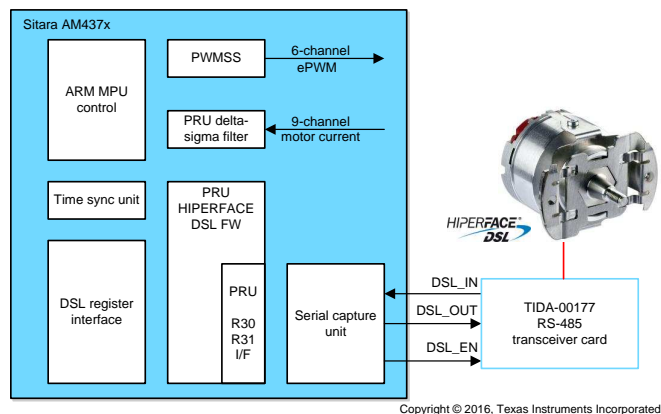 Sitara AM437x
ARM MPU
control
PWMSS
6-channel
ePWM
PRU delta-
sigma filter
9-channel
motor current
Time sync unit
PRU
HIPERFACE
DSL FW
DSL register
interface
PRU
R30
R31
I/F
Serial capture
unit
DSL_IN
DSL_OUT
DSL_EN
HIPERFACE®
DSL
TIDA-00177
RS-485
transceiver card
Copyright © 2016, Texas Instruments Incorporated